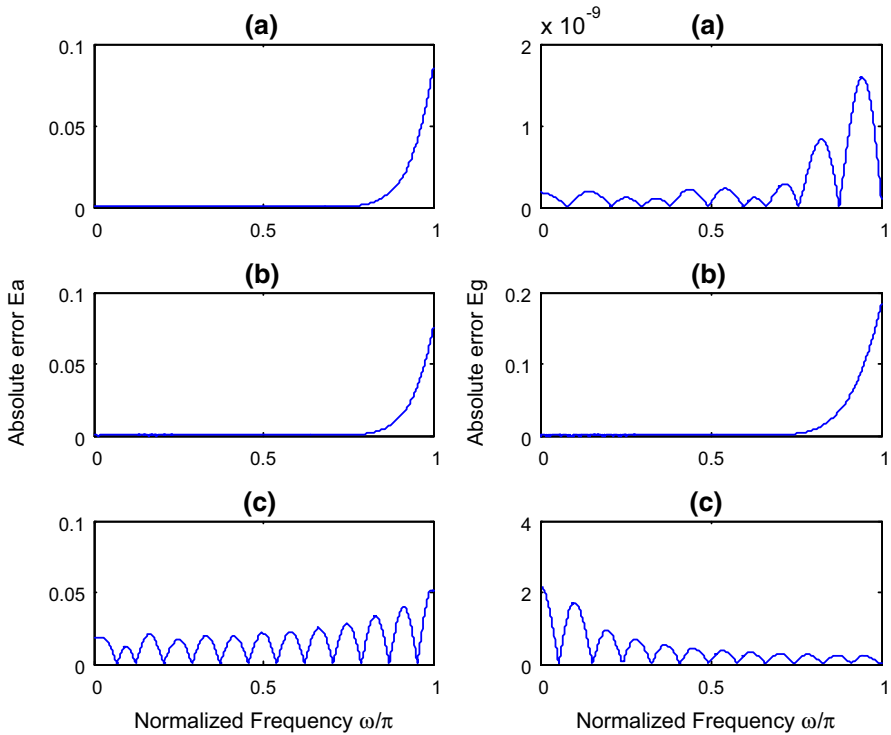 (a)
0.1
0.05
0
0 0.5 1
(a)
x 10^-9
2
1
0
0 0.5 1
(b)
0.1
0.05
0
0 0.5 1
Absolute error Ea
(b)
0.2
0.1
0
0 0.5 1
Absolute error Eg
(c)
0.1
0.05
0
0 0.5 1
Normalized Frequency ω/π
(c)
4
2
0
0 0.5 1
Normalized Frequency ω/π